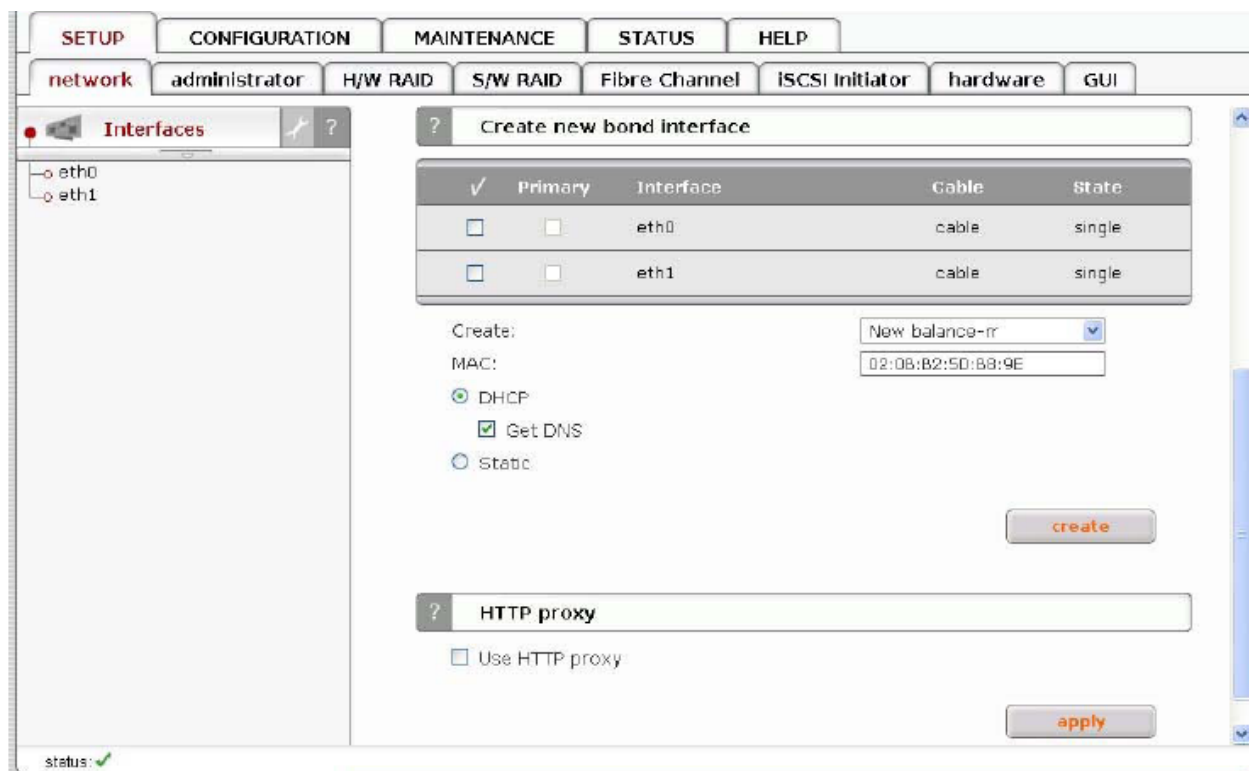 SETUP CONFIGURATION MAINTENANCE STATUS HELP
network administrator H/W RAID S/W RAID Fibre Channel iSCSI Initiator hardware GUI
Interfaces ?
eth0
eth1
? Create new bond interface
Primary Interface Cable State
eth0 cable single
eth1 cable single
Create: New balance-rr
MAC: 02:0B:B2:5D:B8:9E
DHCP
Get DNS
Static
create
? HTTP proxy
Use HTTP proxy
apply
status: